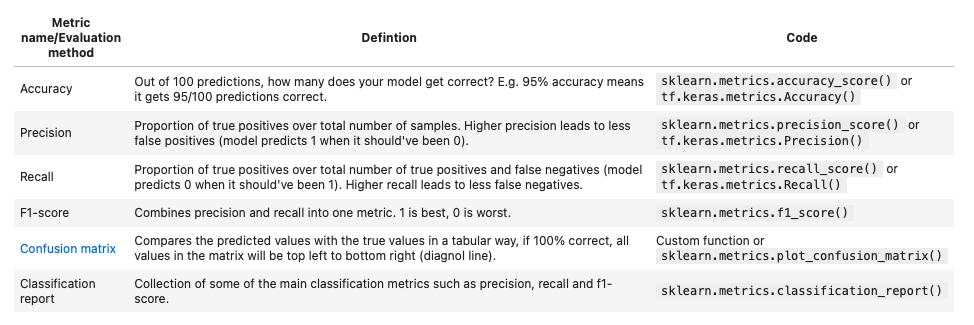 Metric
name/Evaluation
method
Defintion
Code
Accuracy
Out of 100 predictions, how many does your model get correct? E.g. 95% accuracy means
it gets 95/100 predictions correct.
sklearn.metrics.accuracy_score() or
tf.keras.metrics.Accuracy()
Precision
Proportion of true positives over total number of samples. Higher precision leads to less
false positives (model predicts 1 when it should've been 0).
sklearn.metrics.precision_score() or
tf.keras.metrics.Precision()
Recall
Proportion of true positives over total number of true positives and false negatives (model
predicts 0 when it should've been 1). Higher recall leads to less false negatives.
sklearn.metrics.recall_score() or
tf.keras.metrics.Recall()
F1-score
Combines precision and recall into one metric. 1 is best, 0 is worst.
sklearn.metrics.f1_score()
Confusion matrix
Compares the predicted values with the true values in a tabular way, if 100% correct, all
values in the matrix will be top left to bottom right (diagnol line).
Custom function or
sklearn.metrics.plot_confusion_matrix()
Classification
report
Collection of some of the main classification metrics such as precision, recall and f1-
score.
sklearn.metrics.classification_report()